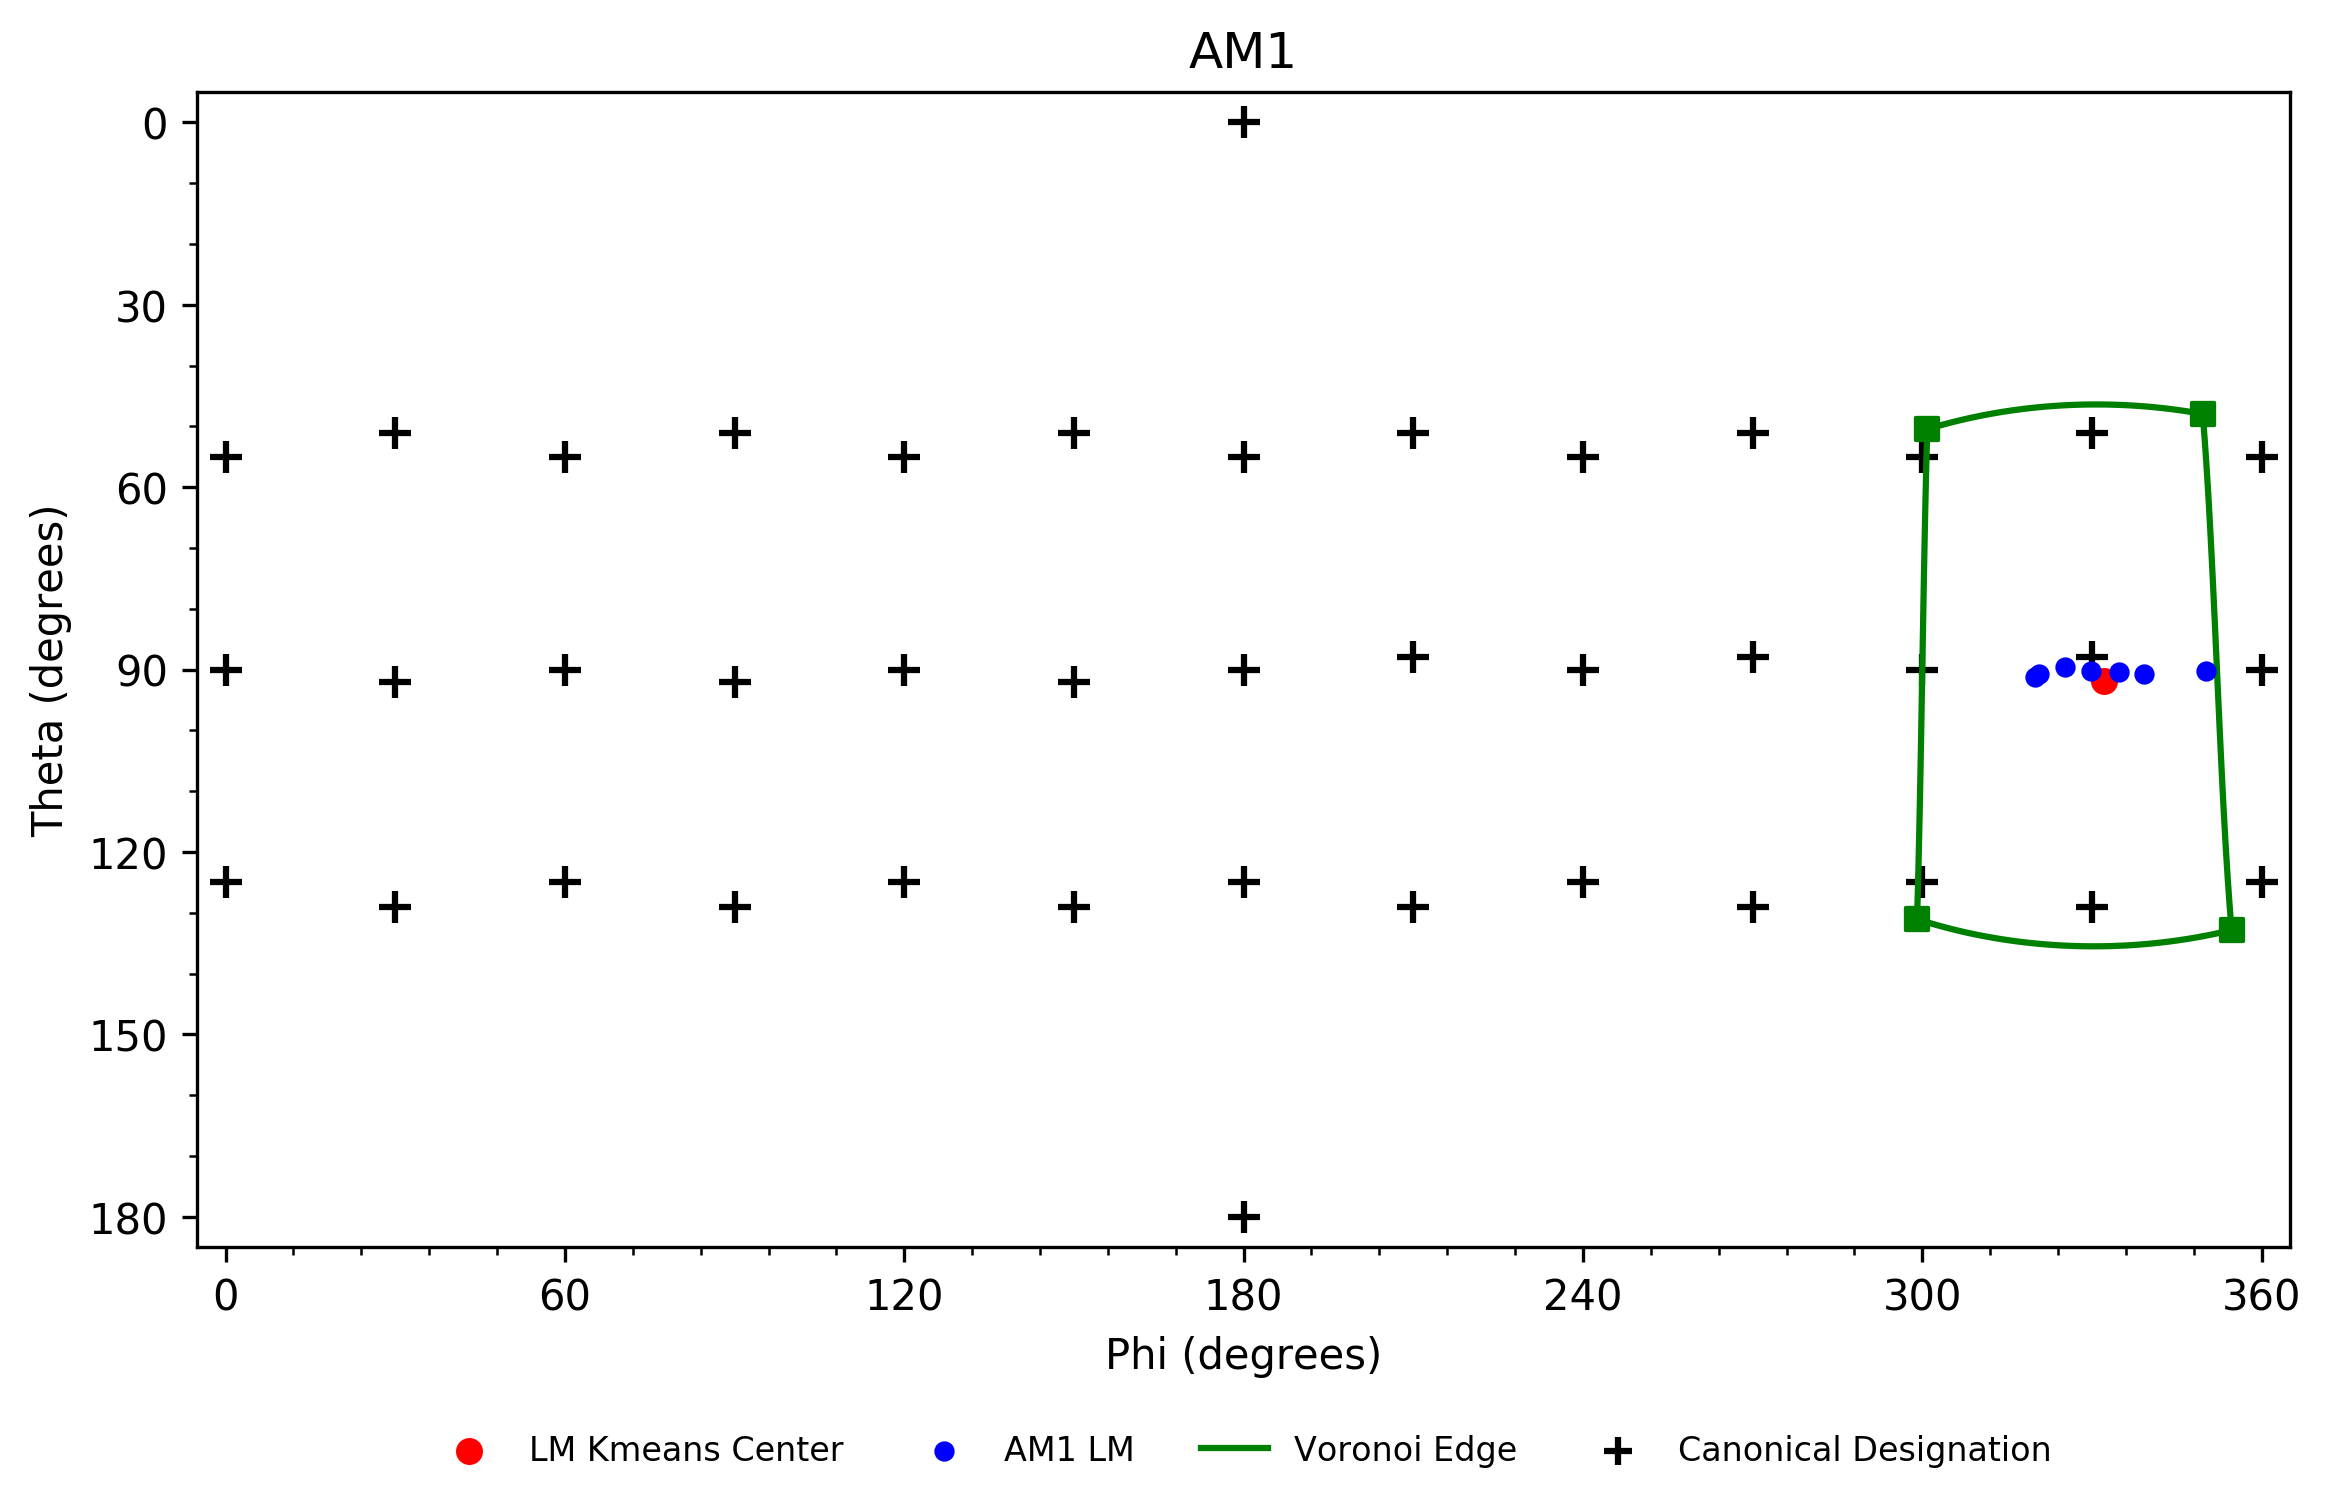 AM1
0
30
60
90
120
150
180
Theta (degrees)
0 60 120 180 240 300 360
Phi (degrees)
LM Kmeans Center AM1 LM Voronoi Edge Canonical Designation